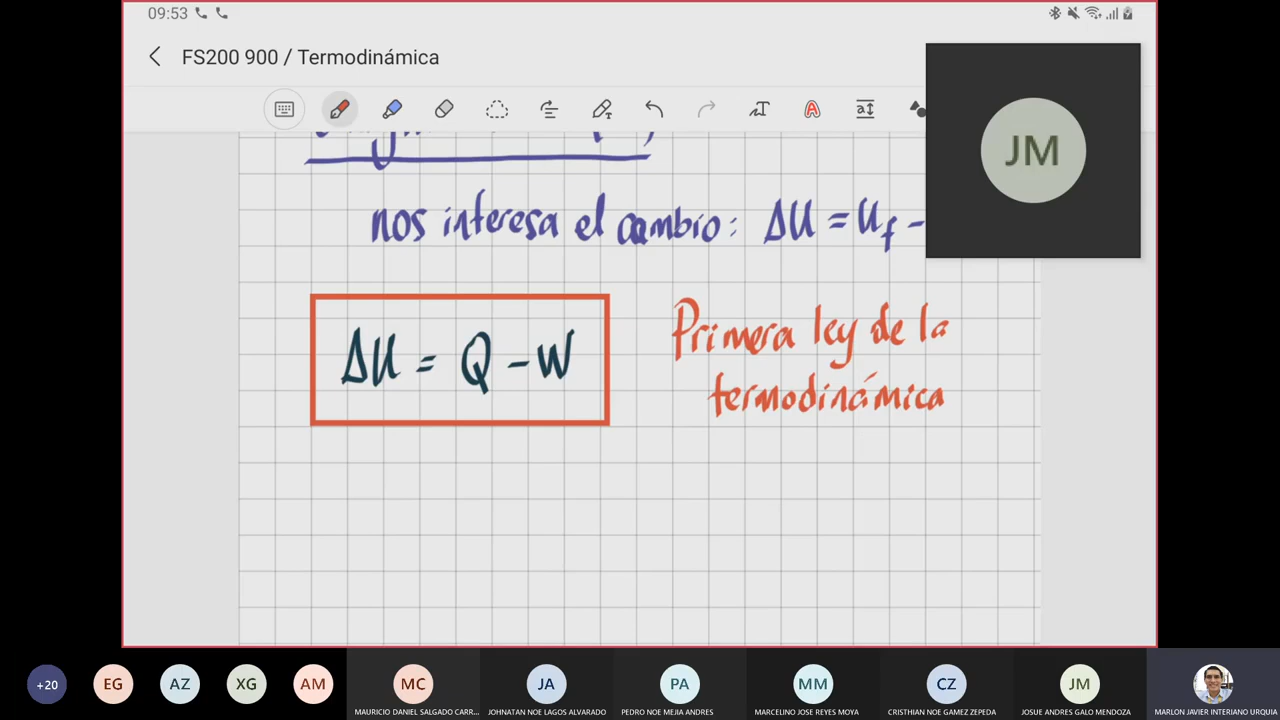 09:53
FS200 900 / Termodinámica
JM
nos interesa el cambio: ΔU = Uf -
ΔU = Q - W
Primera ley de la
termodinámica
+20
EG
AZ
XG
AM
MC
JA
PA
MM
CZ
JM
MAURICIO DANIEL SALGADO CARR...
JOHNATAN NOE LAGOS ALVARADO
PEDRO NOE MEJIA ANDRES
MARCELINO JOSE REYES MOYA
CRISTHIAN NOE GAMEZ ZEPEDA
JOSUE ANDRES GALO MENDOZA
MARLON JAVIER INTERIANO URQUIA